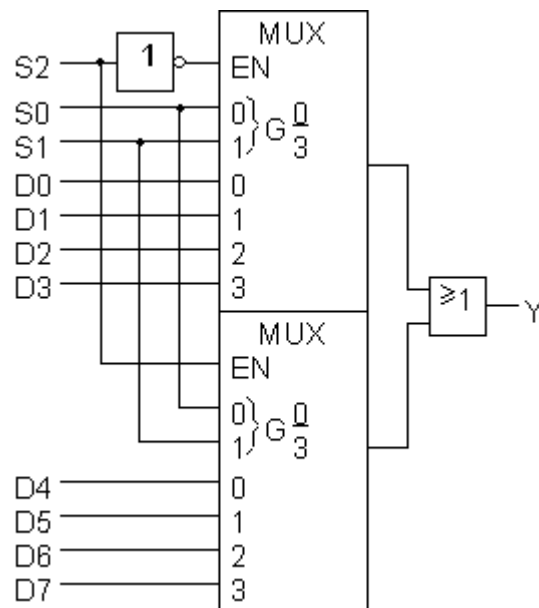 MUX
S2 1 EN
S0 0 } G 0
S1 1 } 3
D0 0
D1 1
D2 2
D3 3
≥1 Y
MUX
EN
0 } G 0
1 } 3
D4 0
D5 1
D6 2
D7 3